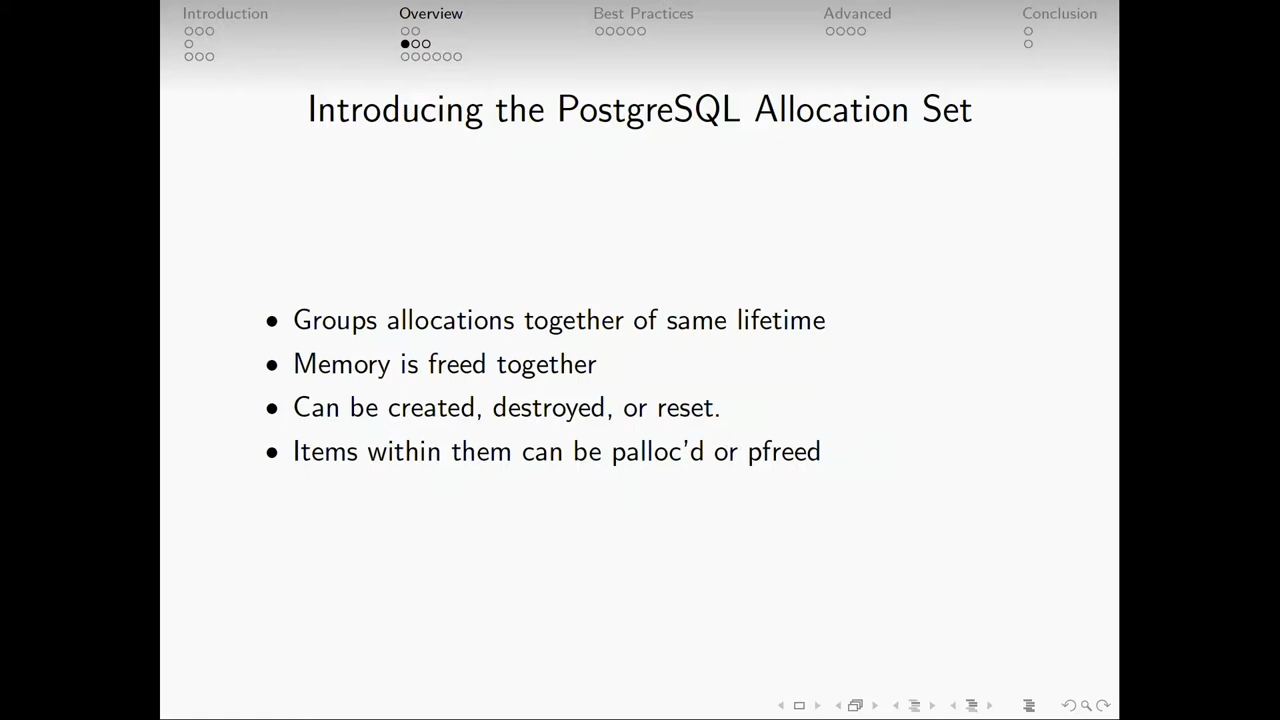 Introduction Overview Best Practices Advanced Conclusion
Introducing the PostgreSQL Allocation Set
• Groups allocations together of same lifetime
• Memory is freed together
• Can be created, destroyed, or reset.
• Items within them can be palloc’d or pfreed